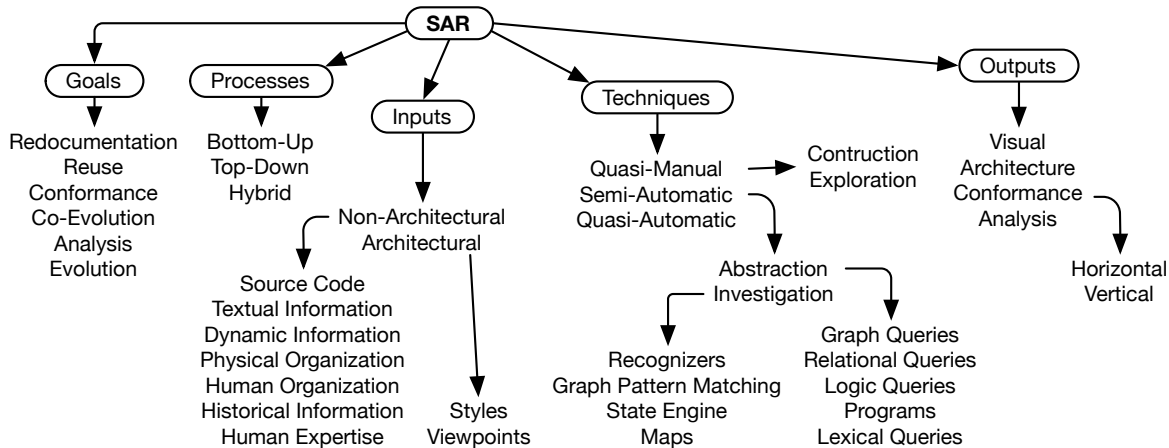 SAR
Goals
Processes
Inputs
Techniques
Outputs
Redocumentation
Reuse
Conformance
Co-Evolution
Analysis
Evolution
Bottom-Up
Top-Down
Hybrid
Non-Architectural
Architectural
Source Code
Textual Information
Dynamic Information
Physical Organization
Human Organization
Historical Information
Human Expertise
Styles
Viewpoints
Quasi-Manual
Semi-Automatic
Quasi-Automatic
Contruction
Exploration
Abstraction
Investigation
Recognizers
Graph Pattern Matching
State Engine
Maps
Graph Queries
Relational Queries
Logic Queries
Programs
Lexical Queries
Visual
Architecture
Conformance
Analysis
Horizontal
Vertical